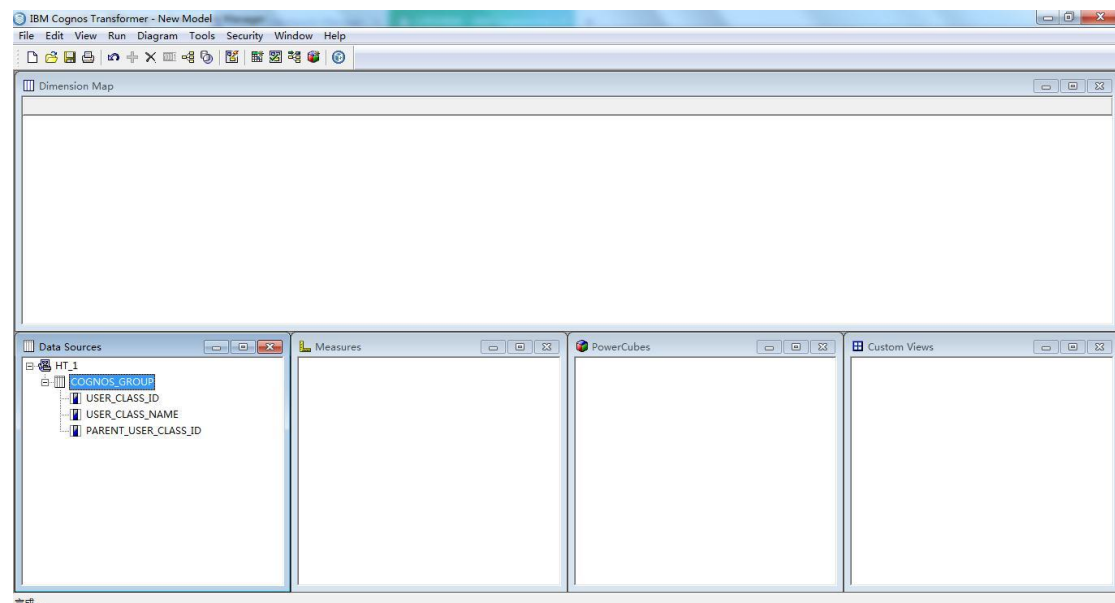 IBM Cognos Transformer - New Model
File Edit View Run Diagram Tools Security Window Help
Dimension Map
Data Sources
HT_1
COGNOS_GROUP
USER_CLASS_ID
USER_CLASS_NAME
PARENT_USER_CLASS_ID
Measures
PowerCubes
Custom Views